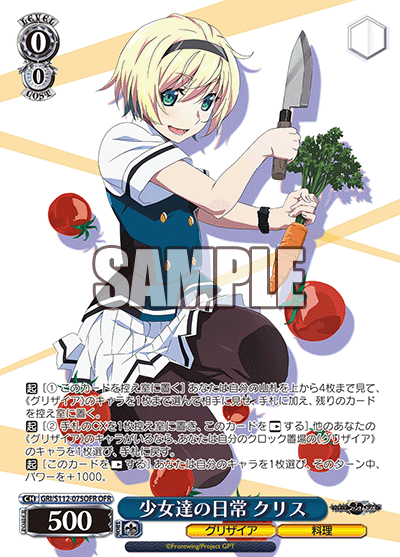 LEVEL
0
0
COST
SAMPLE
起 [① このカードを控え室に置く] あなたは自分の山札を上から4枚まで見て、
《グリザイア》のキャラを1枚まで選んで相手に見せ、手札に加え、残りのカード
を控え室に置く。
起 [② 手札のCXを1枚控え室に置き、このカードを する] 他のあなたの
《グリザイア》のキャラがいるなら、あなたは自分のクロック置場の《グリザイア》
のキャラを1枚選び、手札に戻す。
起 [このカードを する] あなたは自分のキャラを1枚選び、そのターン中、
パワーを+1000。
CH GRI/S112-075OFR OFR
POWER 500
少女達の日常 クリス
グリザイア 料理
©Frontwing/Project GPT